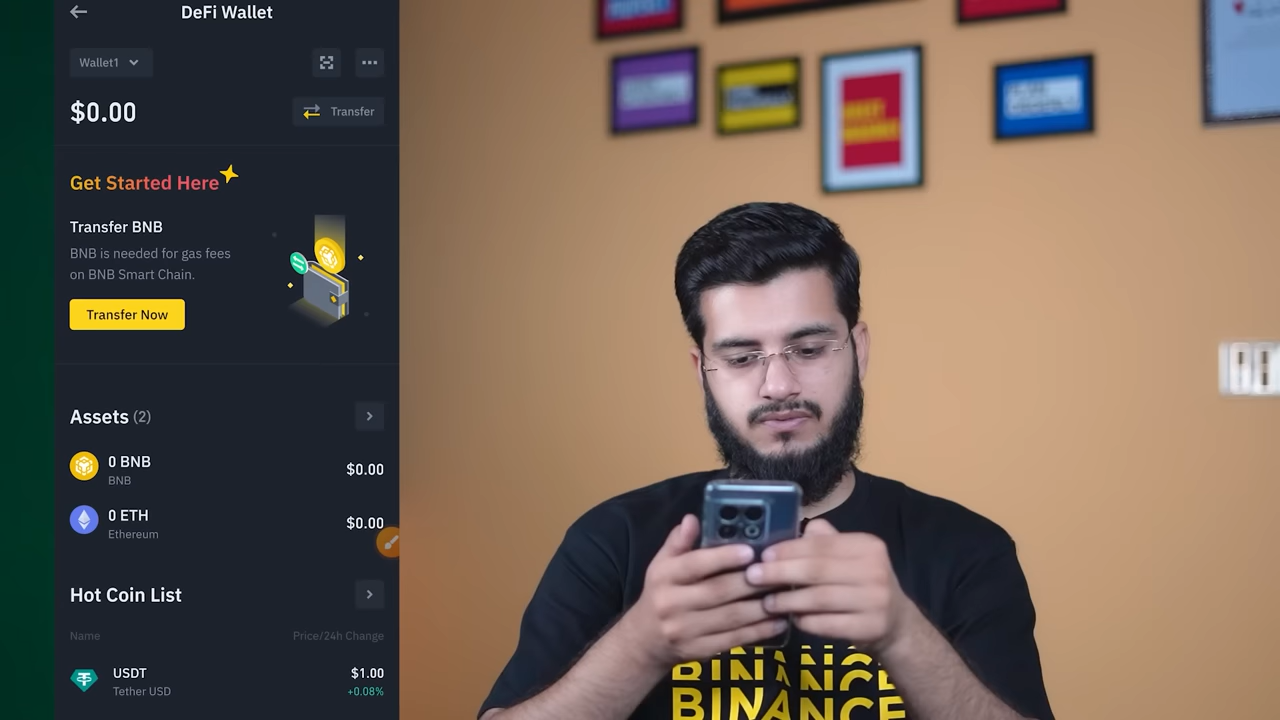 DeFi Wallet
Wallet1
$0.00
Transfer
Get Started Here
Transfer BNB
BNB is needed for gas fees
on BNB Smart Chain.
Transfer Now
Assets (2)
0 BNB
$0.00
BNB
0 ETH
$0.00
Ethereum
Hot Coin List
Name
Price/24h Change
USDT
$1.00
Tether USD
+0.08%
BINANCE
BINANCE